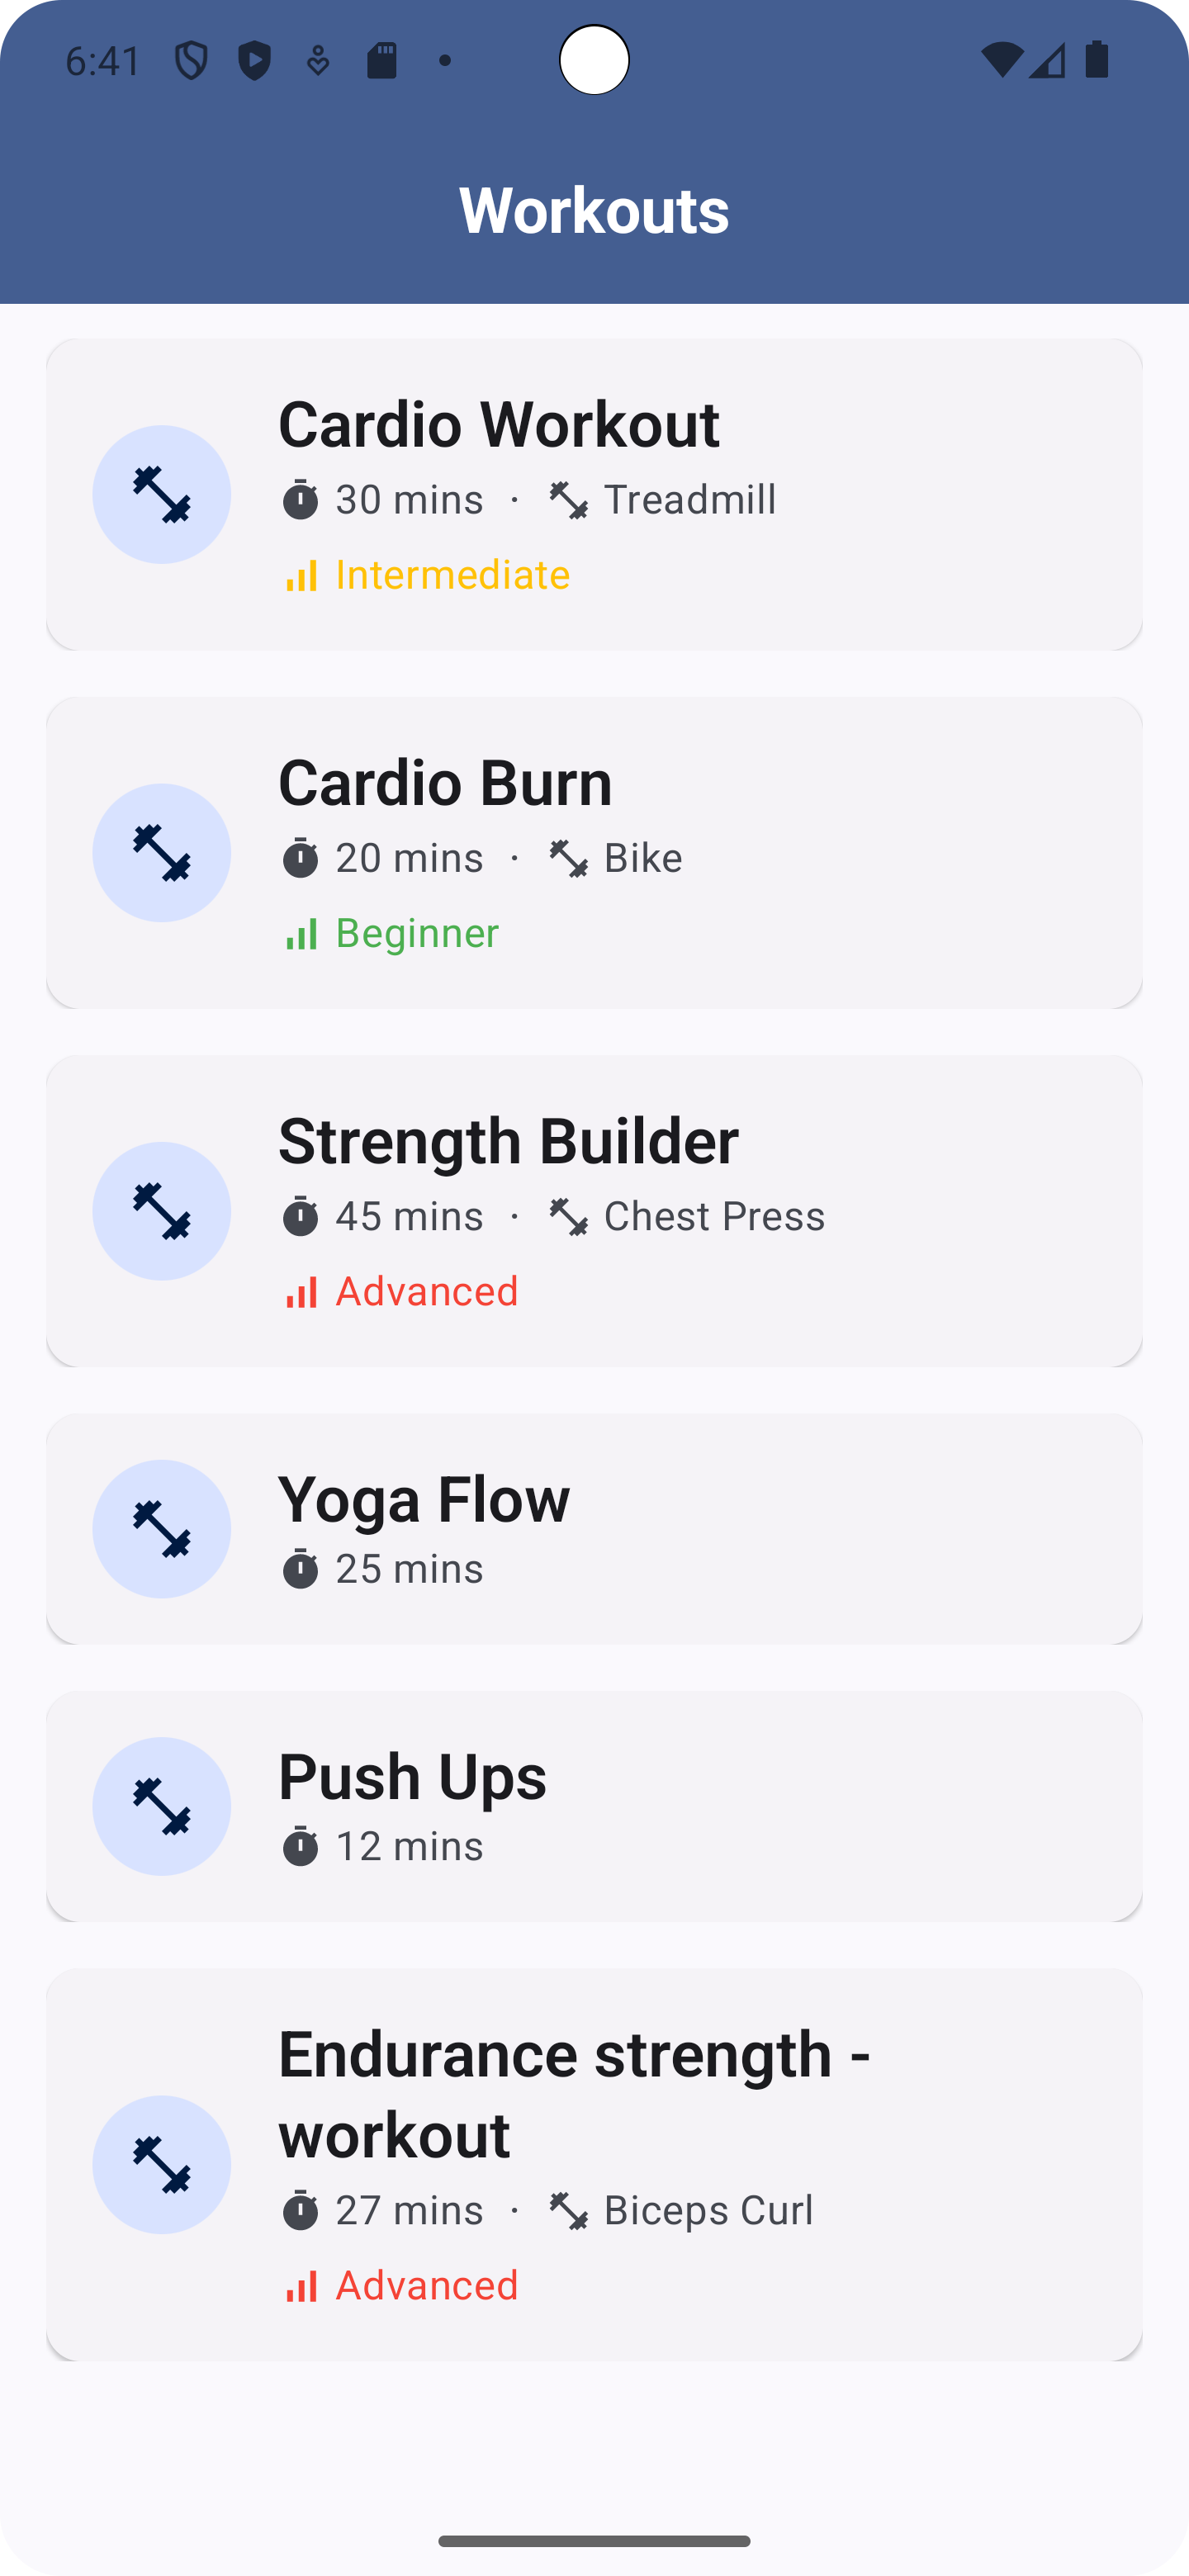 6:41
Workouts
Cardio Workout
30 mins · Treadmill
Intermediate
Cardio Burn
20 mins · Bike
Beginner
Strength Builder
45 mins · Chest Press
Advanced
Yoga Flow
25 mins
Push Ups
12 mins
Endurance strength -
workout
27 mins · Biceps Curl
Advanced